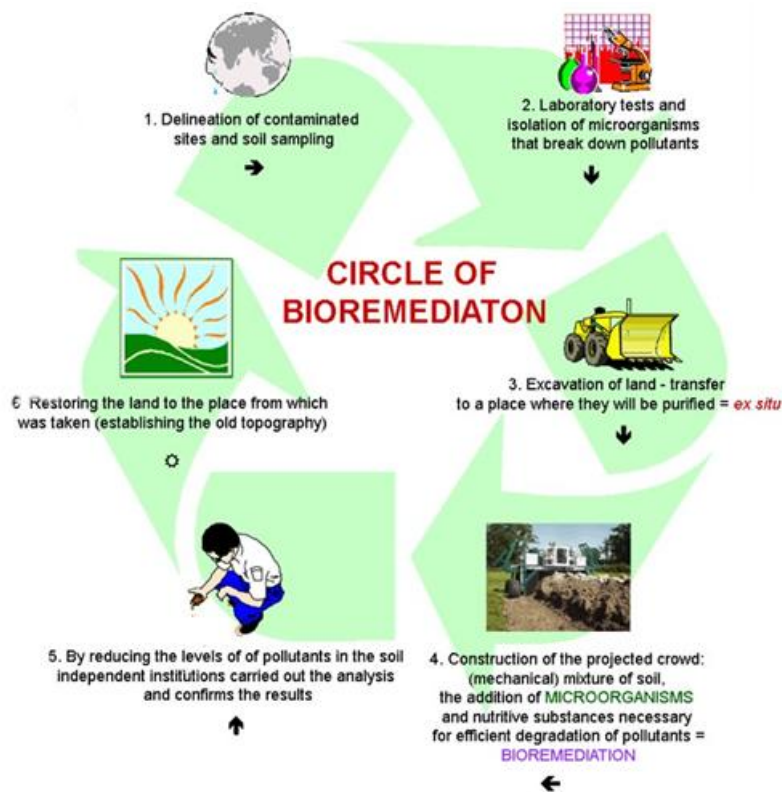 1. Delineation of contaminated
sites and soil sampling
2. Laboratory tests and
isolation of microorganisms
that break down pollutants
CIRCLE OF
BIOREMEDIATON
3. Excavation of land - transfer
to a place where they will be purified = ex situ
4. Construction of the projected crowd:
(mechanical) mixture of soil,
the addition of MICROORGANISMS
and nutritive substances necessary
for efficient degradation of pollutants =
BIOREMEDIATION
5. By reducing the levels of of pollutants in the soil
independent institutions carried out the analysis
and confirms the results
6 Restoring the land to the place from which
was taken (establishing the old topography)